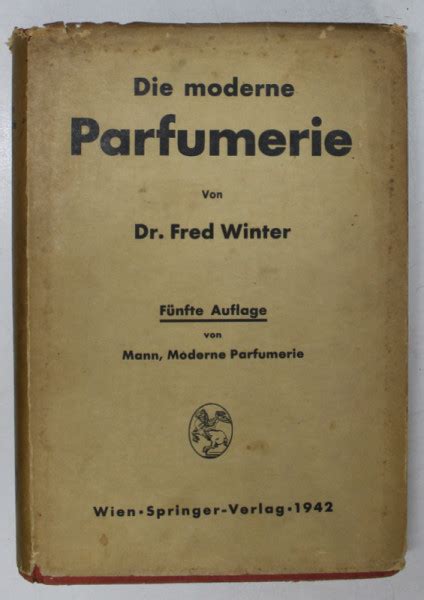 Die moderne
Parfumerie
Von
Dr. Fred Winter
Fünfte Auflage
von
Mann, Moderne Parfumerie
Wien•Springer-Verlag•1942